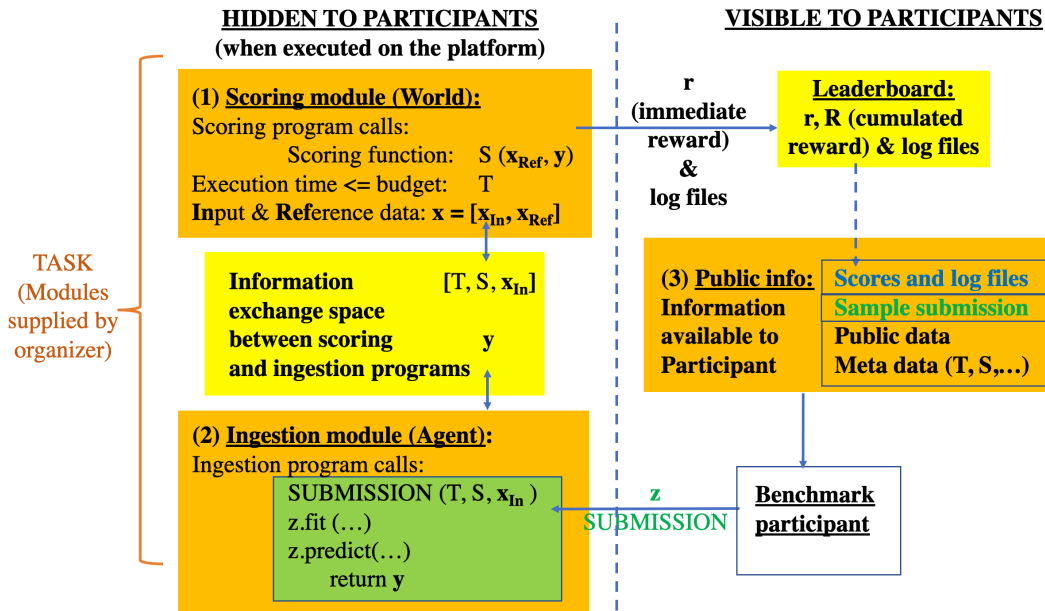 HIDDEN TO PARTICIPANTS
(when executed on the platform)
VISIBLE TO PARTICIPANTS
(1) Scoring module (World):
Scoring program calls:
Scoring function: S (xRef, y)
Execution time <= budget: T
Input & Reference data: x = [xIn, xRef]
r
(immediate
reward)
&
log files
Leaderboard:
r, R (cumulated
reward) & log files
TASK
(Modules
supplied by
organizer)
Information [T, S, xIn]
exchange space
between scoring y
and ingestion programs
(3) Public info: Scores and log files
Information Sample submission
available to Public data
Participant Meta data (T, S,…)
(2) Ingestion module (Agent):
Ingestion program calls:
SUBMISSION (T, S, xIn )
z.fit (…)
z.predict(…)
return y
z
SUBMISSION
Benchmark
participant